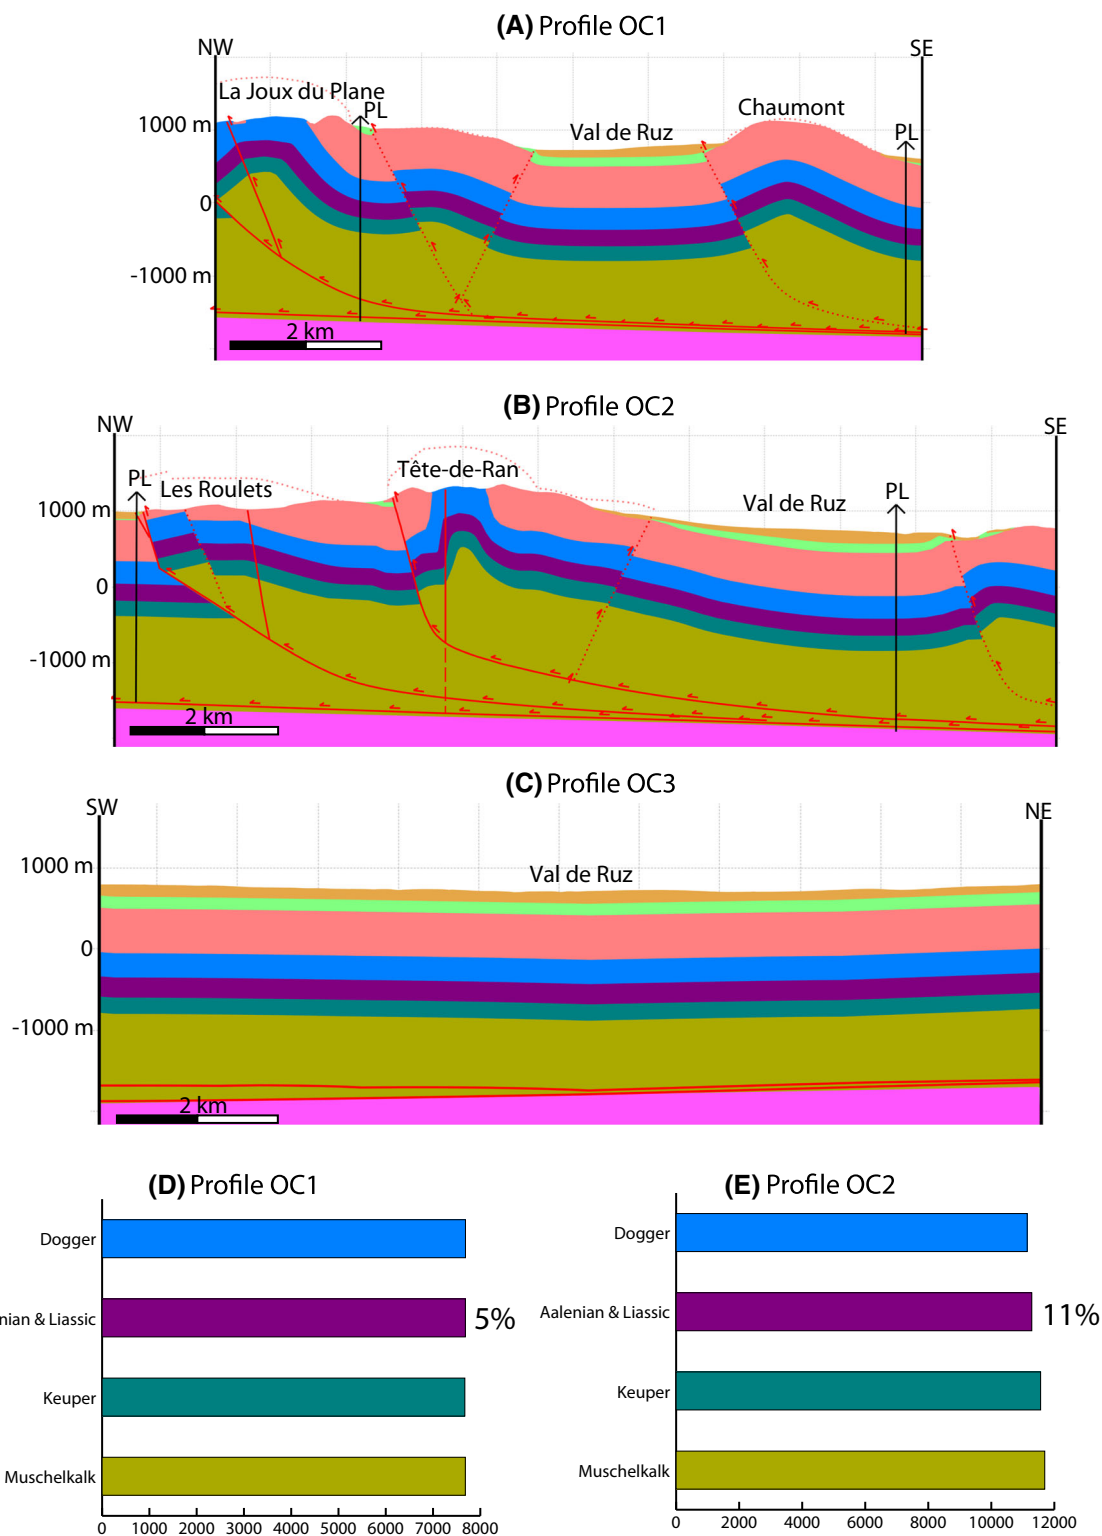 (A) Profile OC1
NW
SE
La Joux du Plane
PL
Chaumont
Val de Ruz
PL
1000 m
0
-1000 m
2 km
(B) Profile OC2
NW
SE
Tête-de-Ran
PL
Les Roulets
Val de Ruz
PL
1000 m
0
-1000 m
2 km
(C) Profile OC3
SW
NE
1000 m
Val de Ruz
0
-1000 m
2 km
(D) Profile OC1
Dogger
nian & Liassic
5%
Keuper
Muschelkalk
0 1000 2000 3000 4000 5000 6000 7000 8000
(E) Profile OC2
Dogger
Aalenian & Liassic
11%
Keuper
Muschelkalk
0 2000 4000 6000 8000 10000 12000